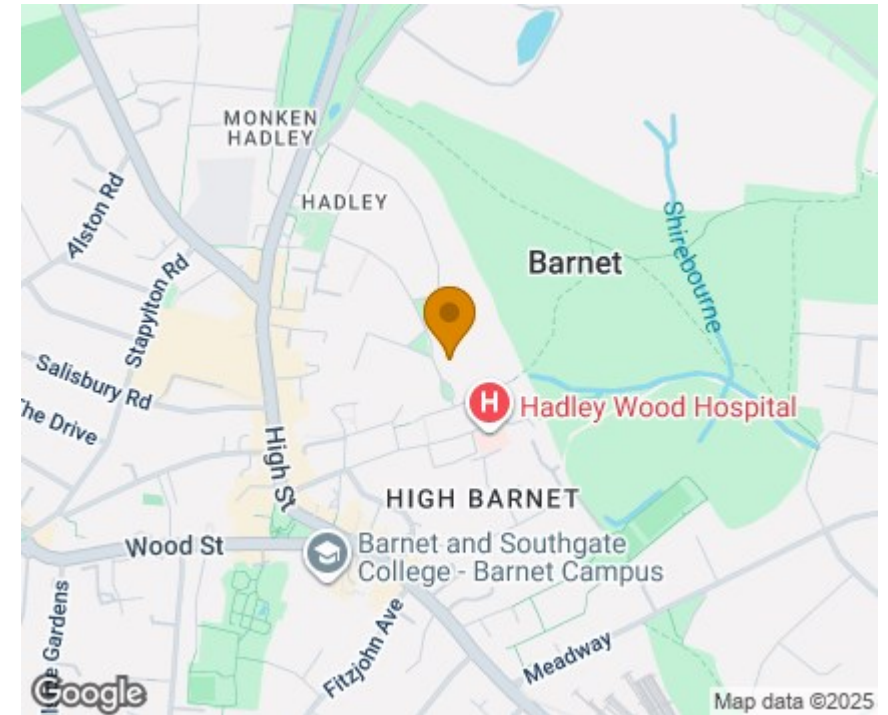 MONKEN
HADLEY
HADLEY
Alston Rd
Barnet
Shirebourne
Stapylton Rd
Salisbury Rd
The Drive
H Hadley Wood Hospital
High St
HIGH BARNET
Wood St
Barnet and Southgate
College - Barnet Campus
Gardens
Fitzjohn Ave
Meadway
Google
Map data ©2025